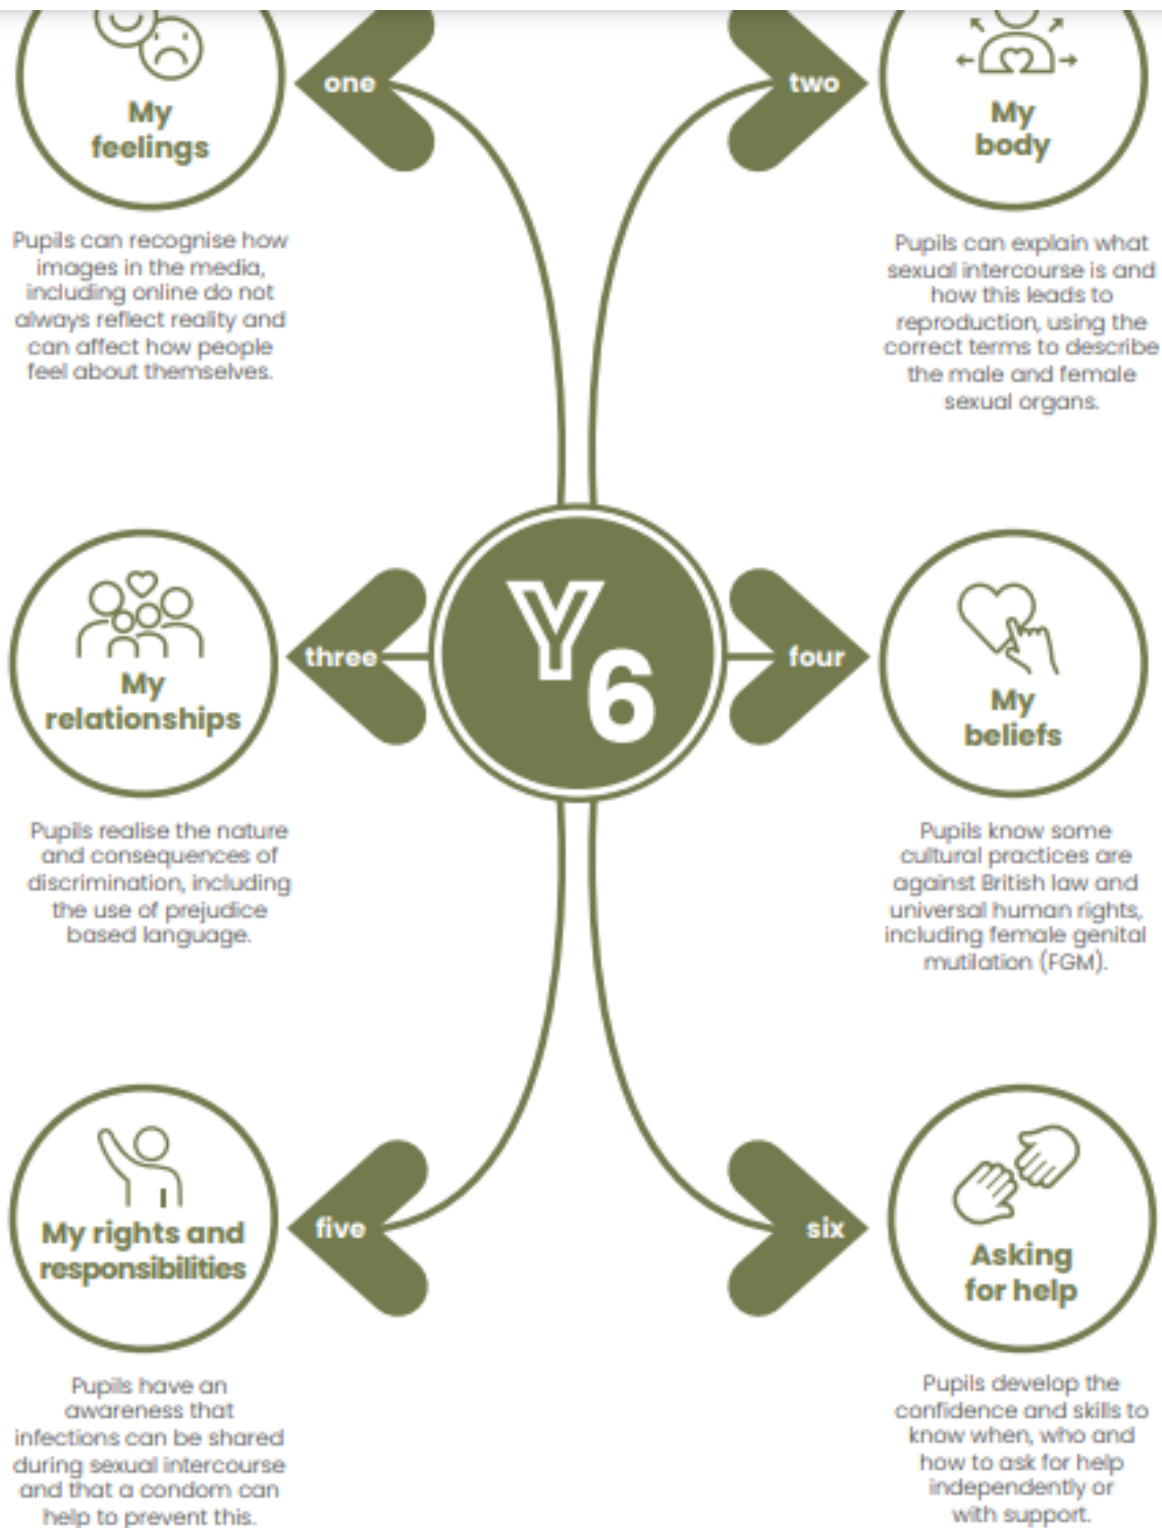 one
My
feelings
Pupils can recognise how
images in the media,
including online do not
always reflect reality and
can affect how people
feel about themselves.
two
My
body
Pupils can explain what
sexual intercourse is and
how this leads to
reproduction, using the
correct terms to describe
the male and female
sexual organs.
Y6
three
My
relationships
Pupils realise the nature
and consequences of
discrimination, including
the use of prejudice
based language.
four
My
beliefs
Pupils know some
cultural practices are
against British law and
universal human rights,
including female genital
mutilation (FGM).
five
My rights and
responsibilities
Pupils have an
awareness that
infections can be shared
during sexual intercourse
and that a condom can
help to prevent this.
six
Asking
for help
Pupils develop the
confidence and skills to
know when, who and
how to ask for help
independently or
with support.